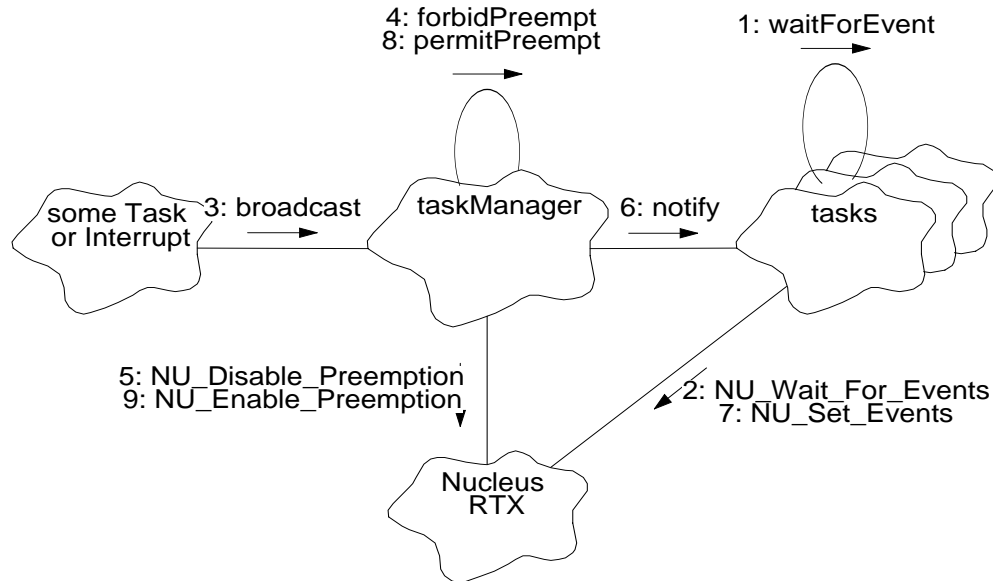 4: forbidPreempt
8: permitPreempt
1: waitForEvent
some Task
or Interrupt
3: broadcast
taskManager
6: notify
tasks
5: NU_Disable_Preemption
9: NU_Enable_Preemption
2: NU_Wait_For_Events
7: NU_Set_Events
Nucleus
RTX